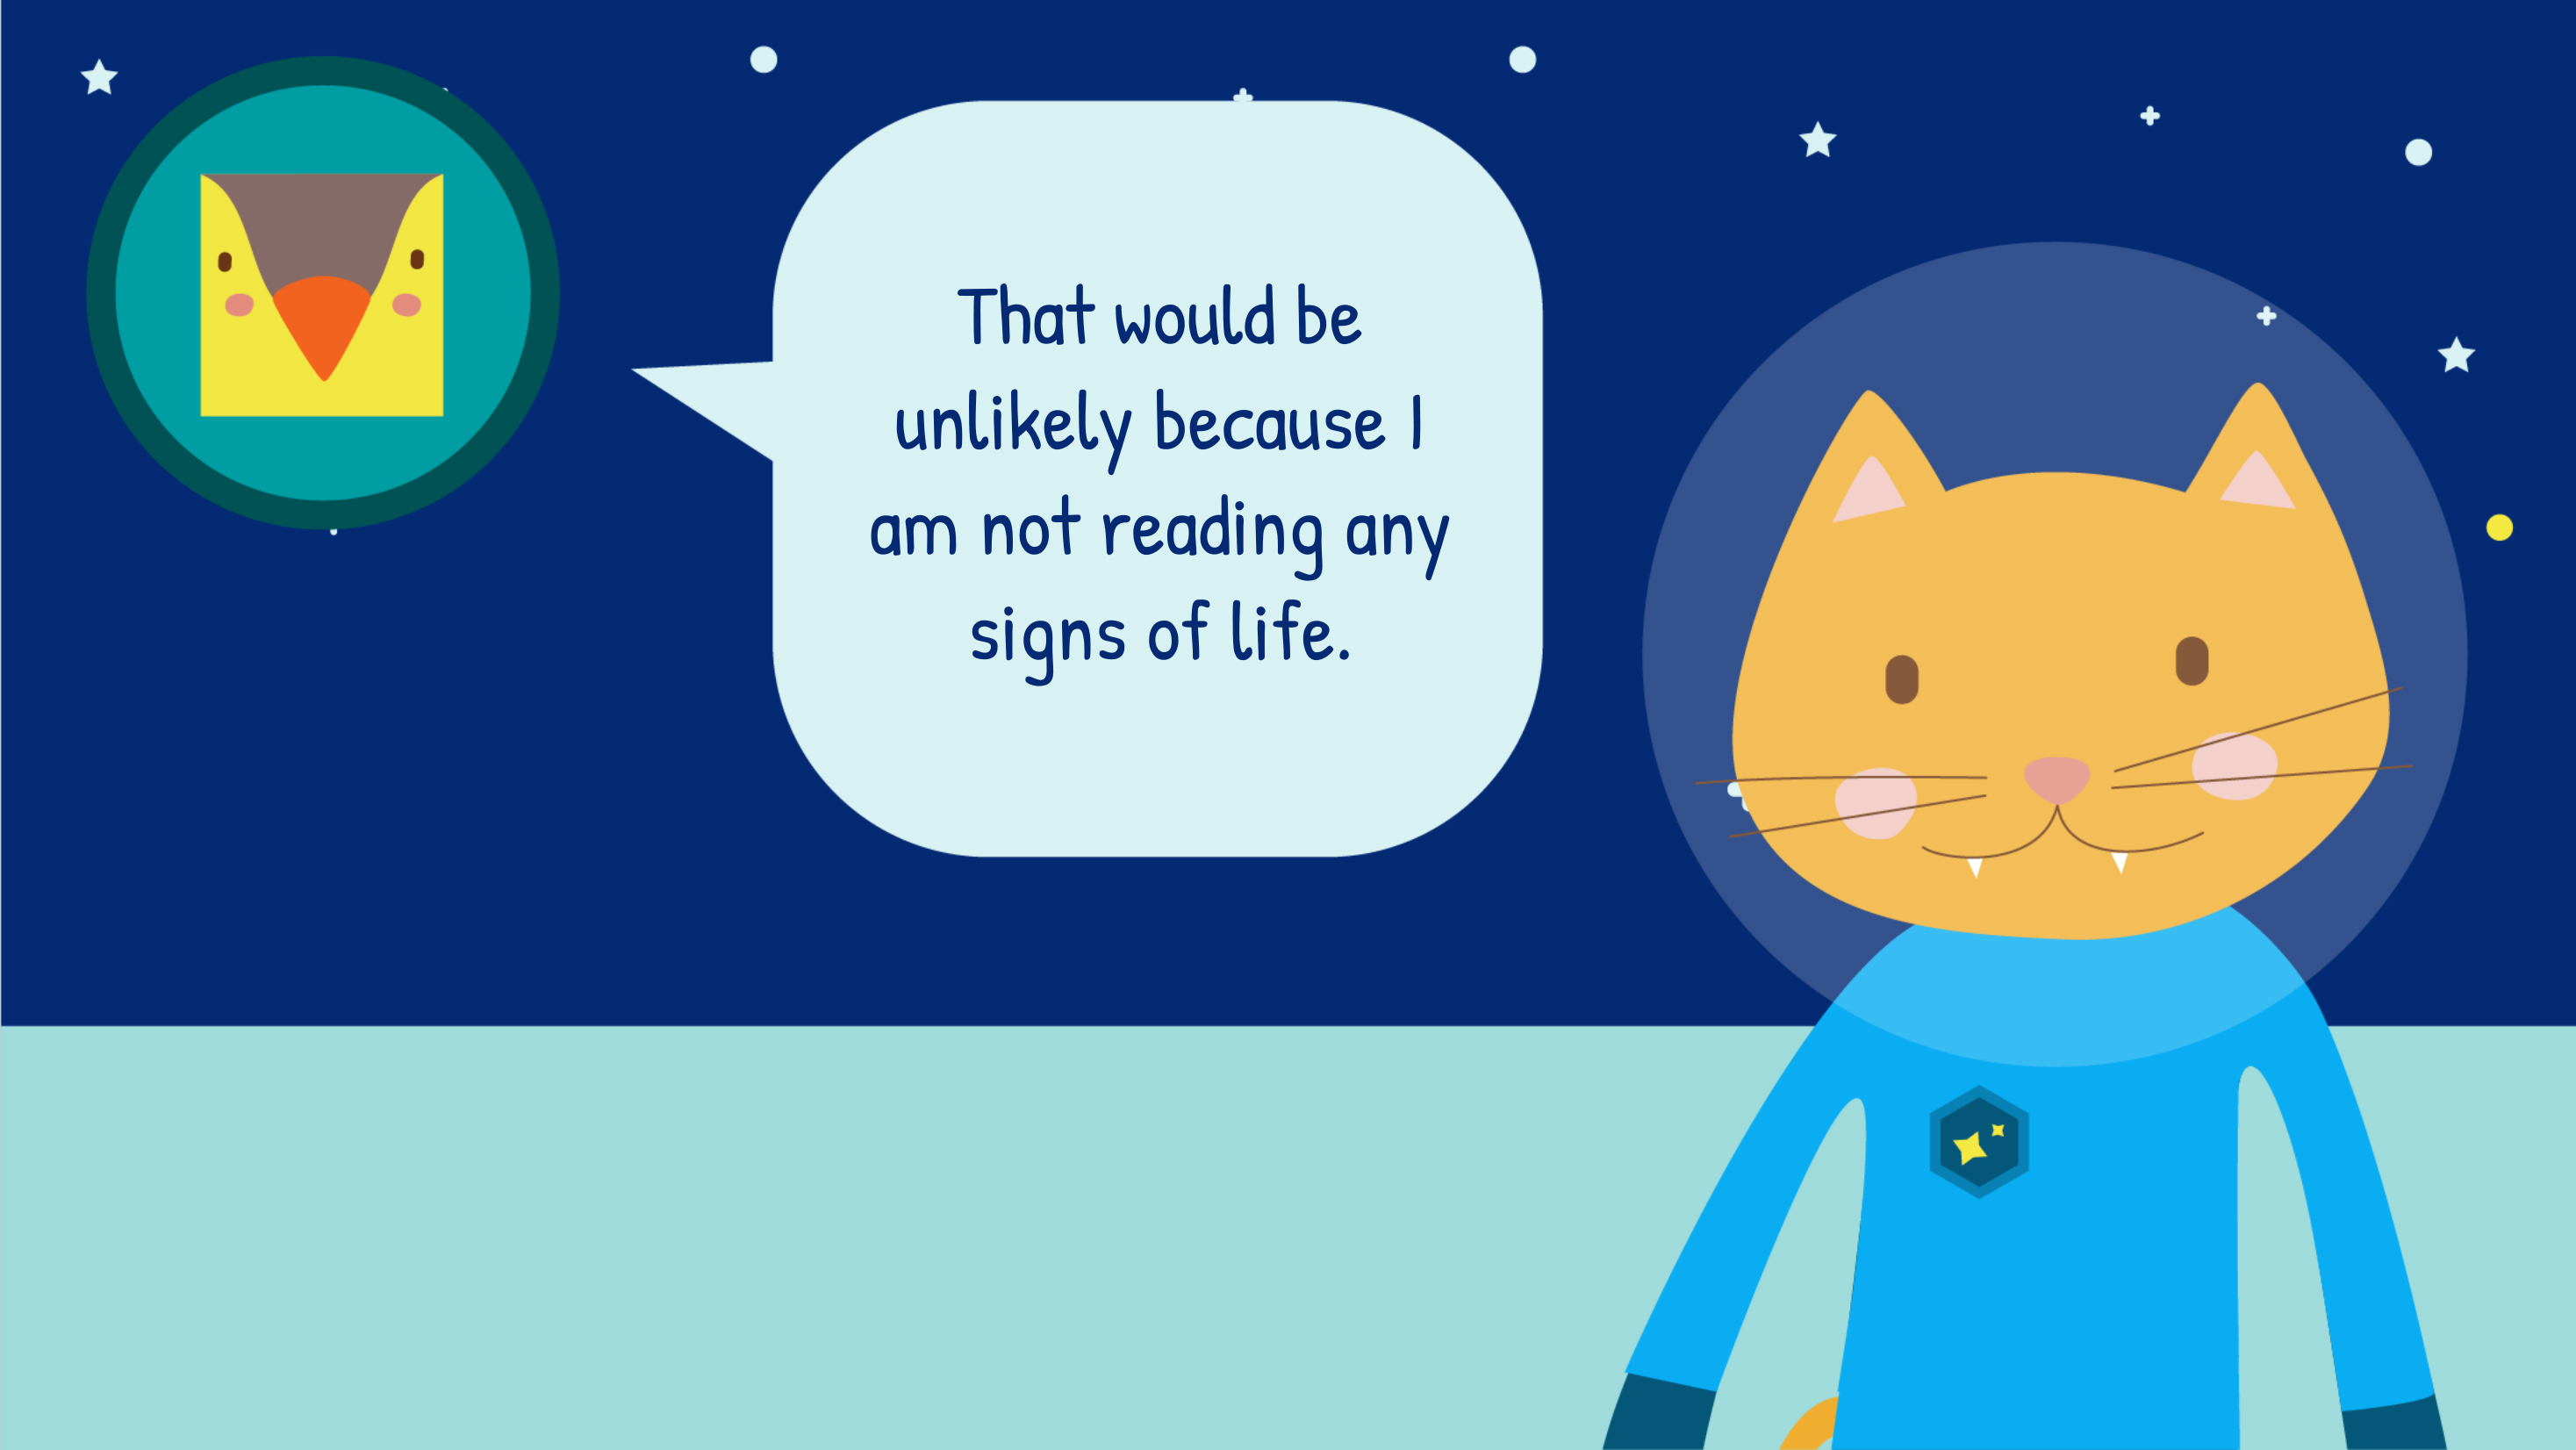 That would be
unlikely because I
am not reading any
signs of life.